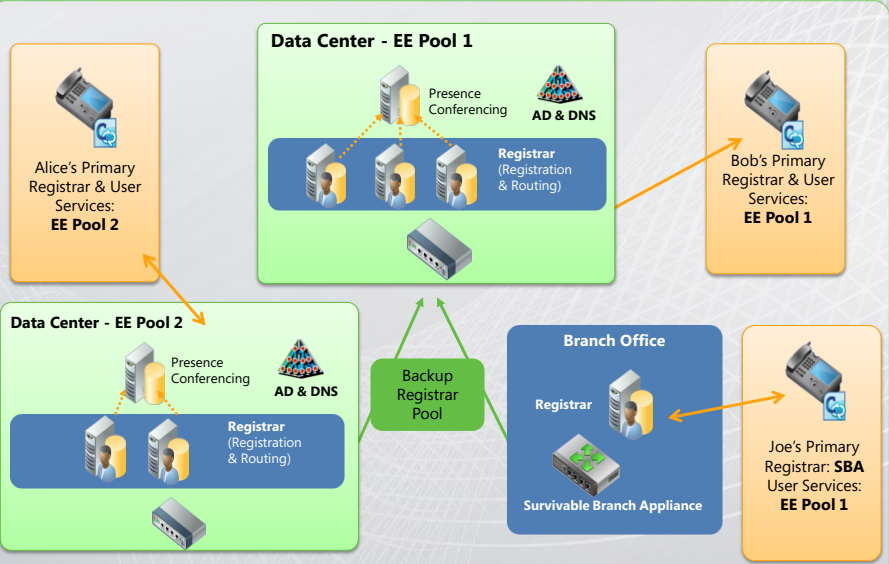 Data Center - EE Pool 1
Presence
Conferencing
AD & DNS
Registrar
(Registration
& Routing)
Alice's Primary
Registrar & User
Services:
EE Pool 2
Bob's Primary
Registrar & User
Services:
EE Pool 1
Data Center - EE Pool 2
Presence
Conferencing
AD & DNS
Registrar
(Registration
& Routing)
Backup
Registrar
Pool
Branch Office
Registrar
Survivable Branch Appliance
Joe's Primary
Registrar: SBA
User Services:
EE Pool 1